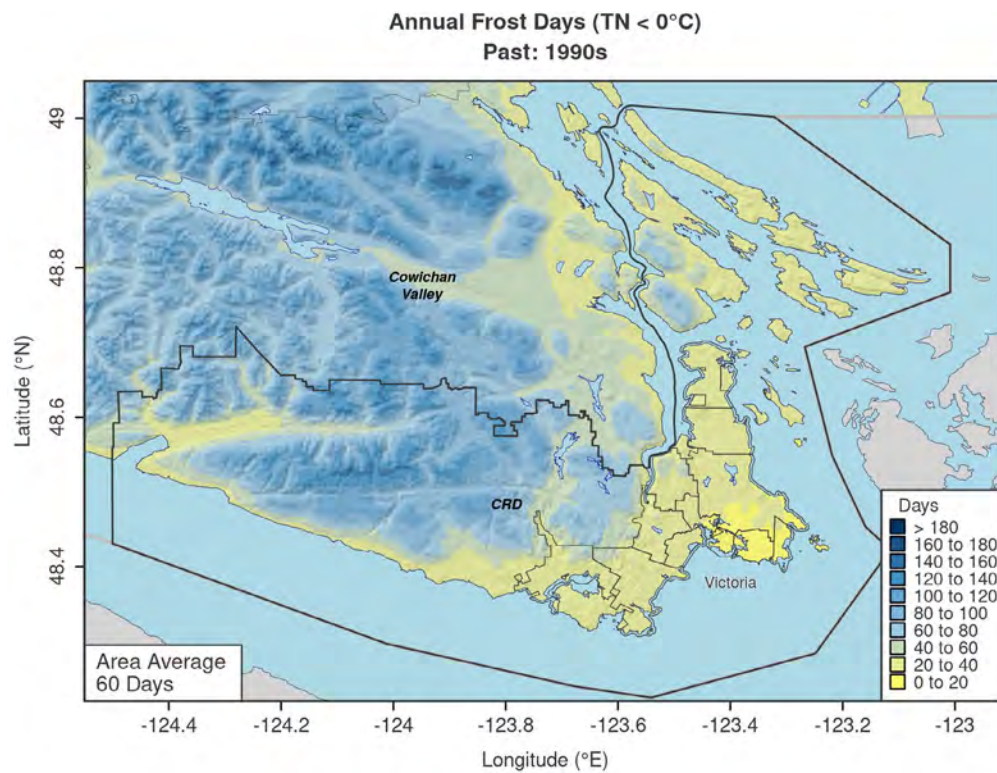 Annual Frost Days (TN < 0°C)
Past: 1990s
Latitude (°N)
49
48.8
48.6
48.4
Cowichan
Valley
CRD
Victoria
Days
> 180
160 to 180
140 to 160
120 to 140
100 to 120
80 to 100
60 to 80
40 to 60
20 to 40
0 to 20
Area Average
60 Days
-124.4
-124.2
-124
-123.8
-123.6
-123.4
-123.2
-123
Longitude (°E)